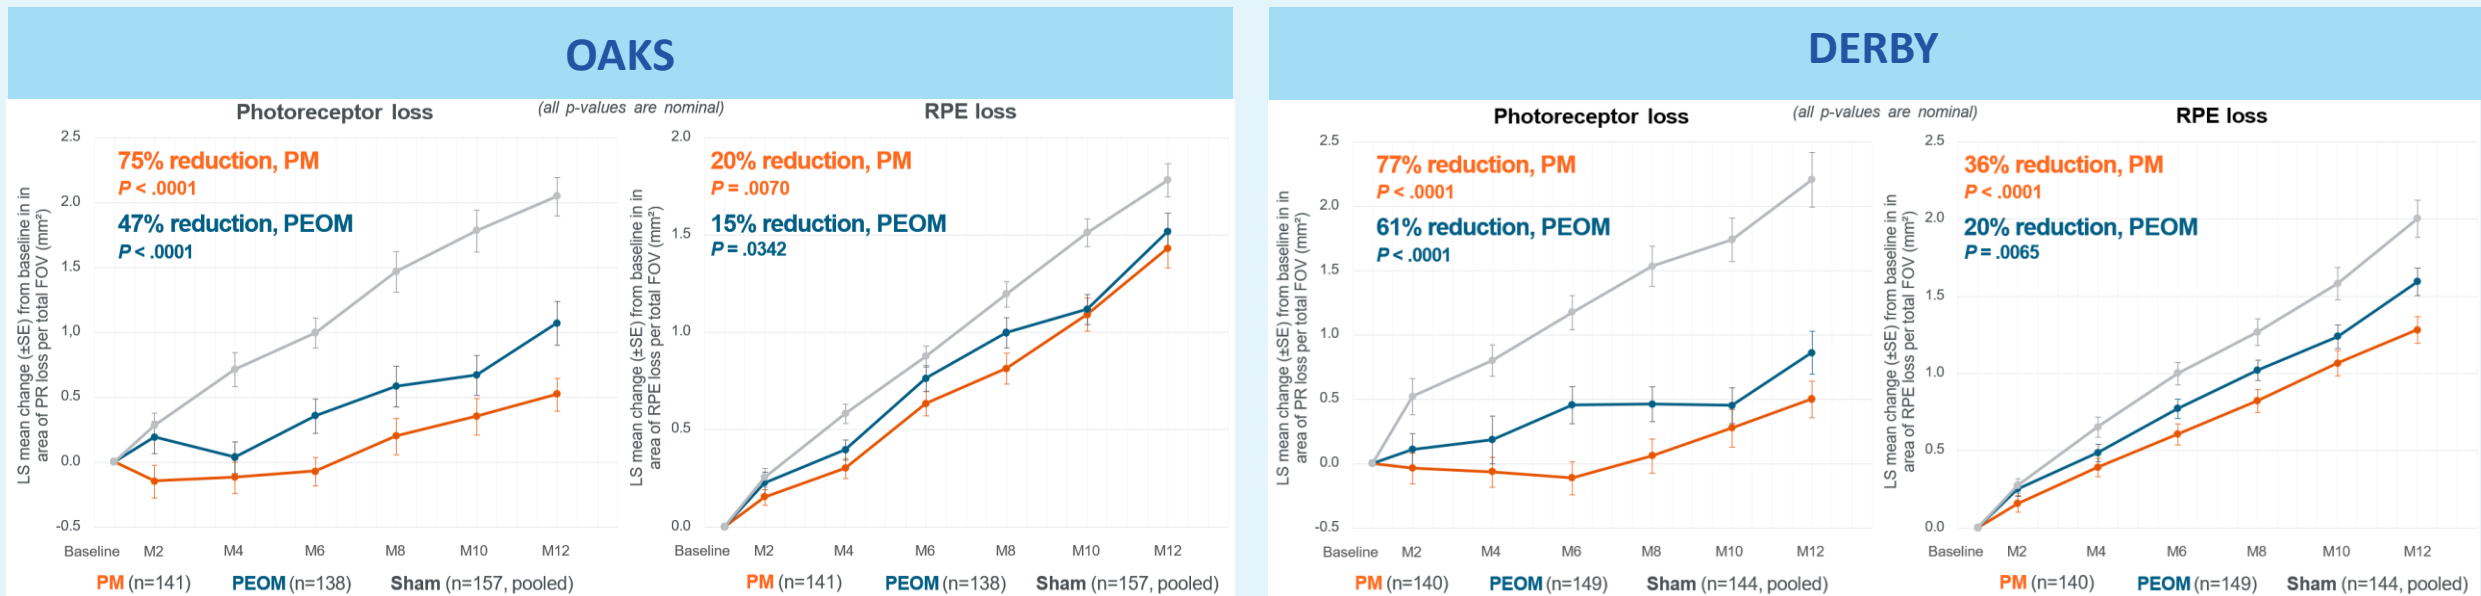 OAKS
Photoreceptor loss
(all p-values are nominal)
RPE loss
LS mean change (±SE) from baseline in in
area of PR loss per total FOV (mm²)
2.5
2.0
1.5
1.0
0.5
0.0
-0.5
75% reduction, PM
P < .0001
47% reduction, PEOM
P < .0001
Baseline M2 M4 M6 M8 M10 M12
PM (n=141) PEOM (n=138) Sham (n=157, pooled)
LS mean change (±SE) from baseline in in
area of RPE loss per total FOV (mm²)
2.0
1.5
1.0
0.5
0.0
20% reduction, PM
P = .0070
15% reduction, PEOM
P = .0342
Baseline M2 M4 M6 M8 M10 M12
PM (n=141) PEOM (n=138) Sham (n=157, pooled)
DERBY
Photoreceptor loss
(all p-values are nominal)
RPE loss
LS mean change (±SE) from baseline in in
area of PR loss per total FOV (mm²)
2.5
2.0
1.5
1.0
0.5
0.0
-0.5
77% reduction, PM
P < .0001
61% reduction, PEOM
P < .0001
Baseline M2 M4 M6 M8 M10 M12
PM (n=140) PEOM (n=149) Sham (n=144, pooled)
LS mean change (±SE) from baseline in in
area of RPE loss per total FOV (mm²)
2.5
2.0
1.5
1.0
0.5
0.0
36% reduction, PM
P < .0001
20% reduction, PEOM
P = .0065
Baseline M2 M4 M6 M8 M10 M12
PM (n=140) PEOM (n=149) Sham (n=144, pooled)